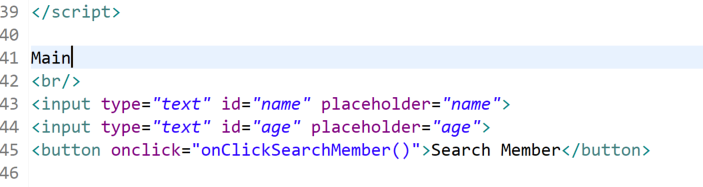 39 </script>
40
41 Main
42 <br/>
43 <input type="text" id="name" placeholder="name">
44 <input type="text" id="age" placeholder="age">
45 <button onclick="onClickSearchMember()">Search Member</button>
46